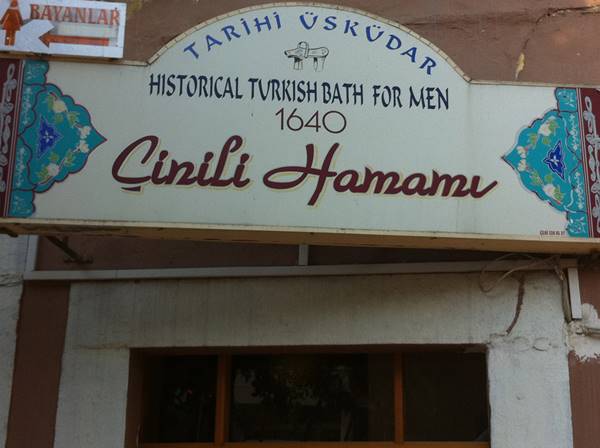 BAYANLAR
TARİHİ ÜSKÜDAR
HISTORICAL TURKISH BATH FOR MEN
1640
Çinili Hamamı